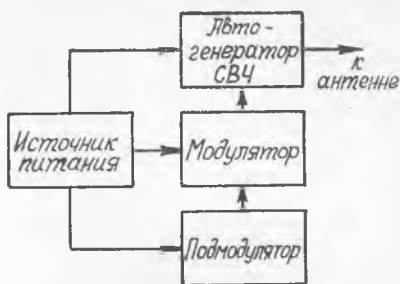 Авто-
генератор
СВЧ
к
антенне
Источник
питания
Модулятор
Подмодулятор